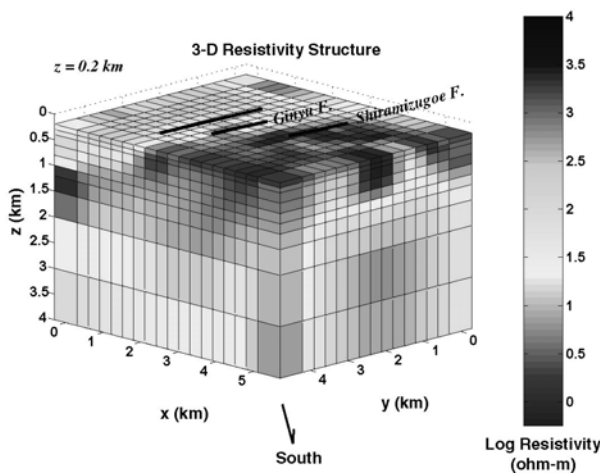 3-D Resistivity Structure
z = 0.2 km
Ginyu F.
Shiramizugoe F.
0
0.5
1
1.5
2
2.5
3
3.5
4
z (km)
0
1
2
3
4
5
x (km)
4
3
2
1
0
y (km)
South
4
3.5
3
2.5
2
1.5
1
0.5
0
Log Resistivity
(ohm-m)